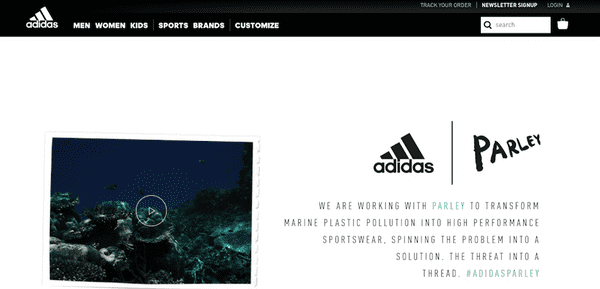 TRACK YOUR ORDER NEWSLETTER SIGNUP LOGIN
adidas MEN WOMEN KIDS SPORTS BRANDS CUSTOMIZE search
adidas PARLEY
WE ARE WORKING WITH PARLEY TO TRANSFORM
MARINE PLASTIC POLLUTION INTO HIGH PERFORMANCE
SPORTSWEAR, SPINNING THE PROBLEM INTO A
SOLUTION. THE THREAT INTO A
THREAD. #ADIDASPARLEY